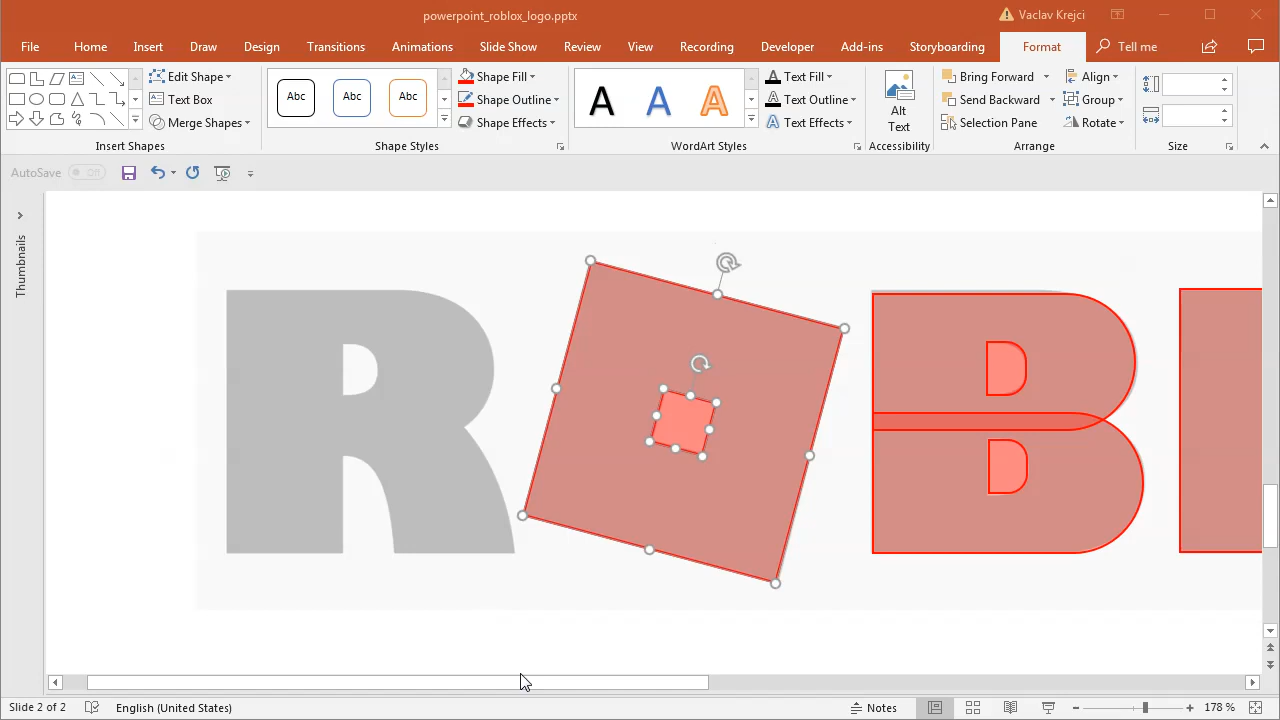 powerpoint_roblox_logo.pptx
Vaclav Krejci
File Home Insert Draw Design Transitions Animations Slide Show Review View Recording Developer Add-ins Storyboarding Format Tell me
Edit Shape
Text Box
Merge Shapes
Insert Shapes
Abc Abc Abc
Shape Fill
Shape Outline
Shape Effects
Shape Styles
A A A
Text Fill
Text Outline
Text Effects
WordArt Styles
Alt
Text
Accessibility
Bring Forward
Send Backward
Selection Pane
Align
Group
Rotate
Arrange
Size
AutoSave Off
Thumbnails
R B
Slide 2 of 2 English (United States) Notes 178 %